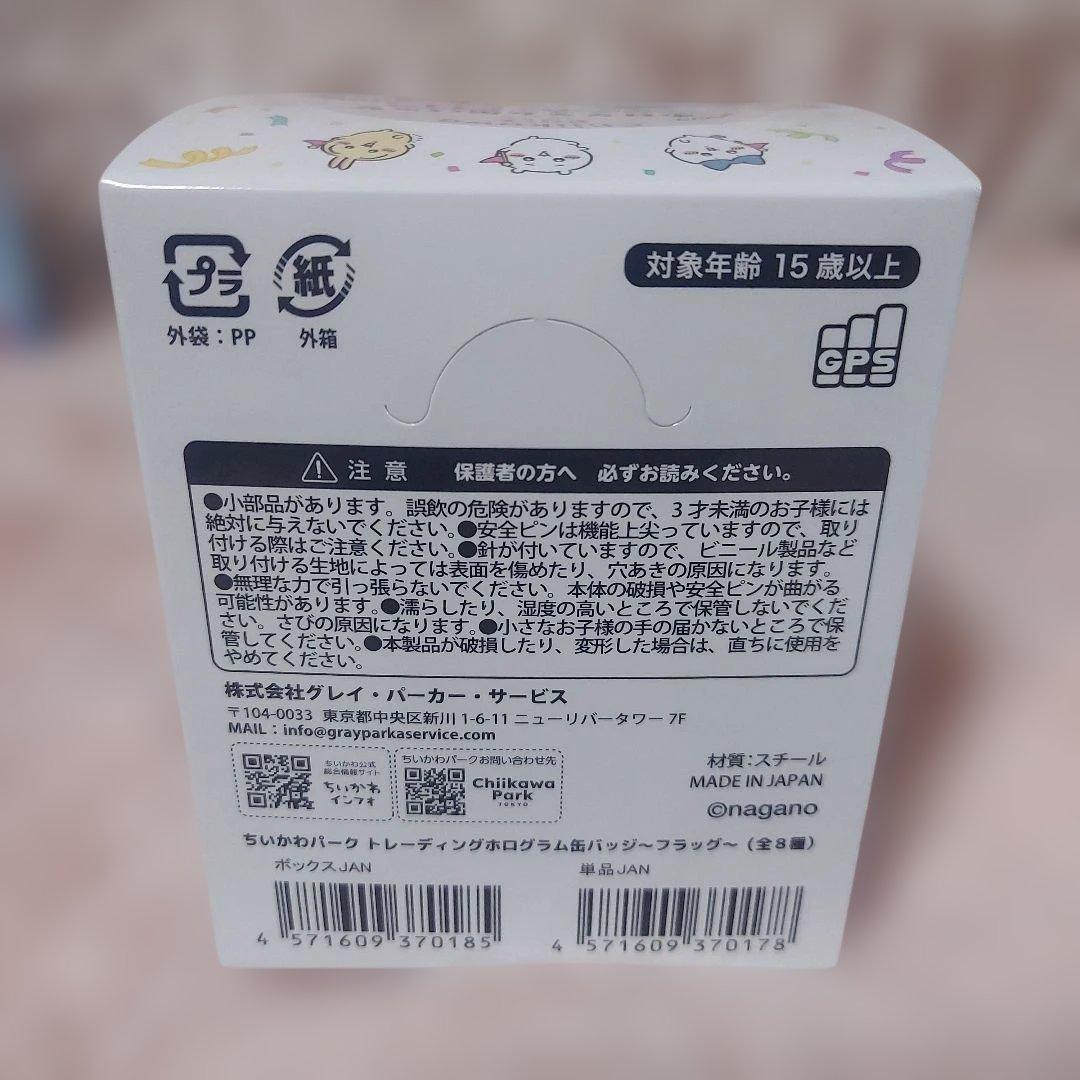 プラ
紙
外袋:PP
外箱
対象年齢 15歳以上
GPS
注意 保護者の方へ 必ずお読みください。
●小部品があります。誤飲の危険がありますので、3才未満のお子様には
絶対に与えないでください。●安全ピンは機能上尖っていますので、取り
付ける際はご注意ください。●針が付いていますので、ビニール製品など
取り付ける生地によっては表面を傷めたり、穴あきの原因になります。
●無理な力で引っ張らないでください。本体の破損や安全ピンが曲がる
可能性があります。●濡らしたり、湿度の高いところで保管しないでくだ
さい。さびの原因になります。●小さなお子様の手の届かないところで保
管してください。●本製品が破損したり、変形した場合は、直ちに使用を
やめてください。
株式会社グレイ・パーカー・サービス
〒104-0033 東京都中央区新川1-6-11 ニューリバータワー 7F
MAIL:info@grayparkaservice.com
ちいかわ公式
総合情報サイト
ちいかわ
インフォ
ちいかわパークお問い合わせ先
Chiikawa
Park
TOKYO
材質:スチール
MADE IN JAPAN
©nagano
ちいかわパーク トレーディングホログラム缶バッジ〜フラッグ〜(全8種)
ボックスJAN
単品JAN
4 571609 370185
4 571609 370178